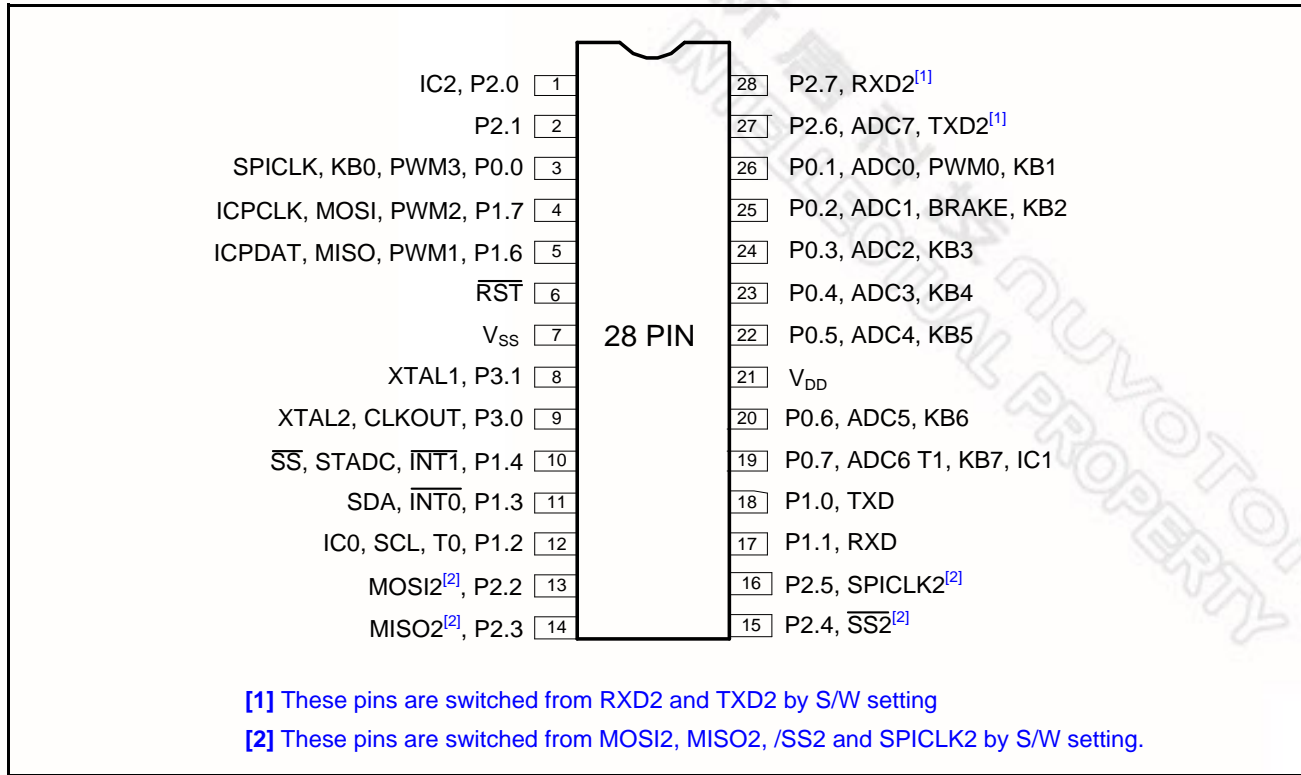 IC2, P2.0 1
P2.1 2
SPICLK, KB0, PWM3, P0.0 3
ICPCLK, MOSI, PWM2, P1.7 4
ICPDAT, MISO, PWM1, P1.6 5
R̅S̅T̅ 6
VSS 7
XTAL1, P3.1 8
XTAL2, CLKOUT, P3.0 9
S̅S̅, STADC, I̅N̅T̅1̅, P1.4 10
SDA, I̅N̅T̅0̅, P1.3 11
IC0, SCL, T0, P1.2 12
MOSI2[2], P2.2 13
MISO2[2], P2.3 14
28 PIN
28 P2.7, RXD2[1]
27 P2.6, ADC7, TXD2[1]
26 P0.1, ADC0, PWM0, KB1
25 P0.2, ADC1, BRAKE, KB2
24 P0.3, ADC2, KB3
23 P0.4, ADC3, KB4
22 P0.5, ADC4, KB5
21 VDD
20 P0.6, ADC5, KB6
19 P0.7, ADC6 T1, KB7, IC1
18 P1.0, TXD
17 P1.1, RXD
16 P2.5, SPICLK2[2]
15 P2.4, S̅S̅2̅[2]
[1] These pins are switched from RXD2 and TXD2 by S/W setting
[2] These pins are switched from MOSI2, MISO2, /SS2 and SPICLK2 by S/W setting.
nuvoTon
INTELLECTUAL PROPERTY